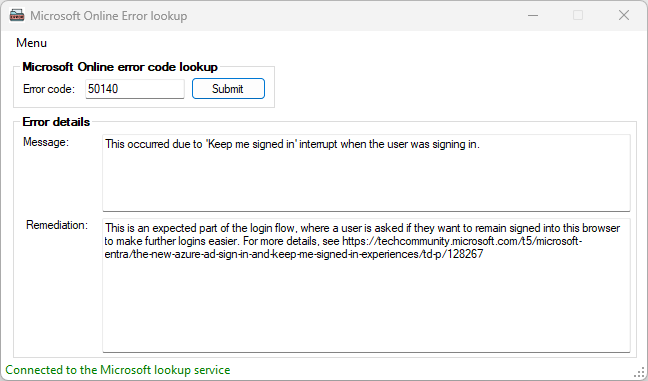 Microsoft Online Error lookup
Menu
Microsoft Online error code lookup
Error code: 50140 Submit
Error details
Message: This occurred due to 'Keep me signed in' interrupt when the user was signing in.
Remediation: This is an expected part of the login flow, where a user is asked if they want to remain signed into this browser
to make further logins easier. For more details, see https://techcommunity.microsoft.com/t5/microsoft-
entra/the-new-azure-ad-sign-in-and-keep-me-signed-in-experiences/td-p/128267
Connected to the Microsoft lookup service